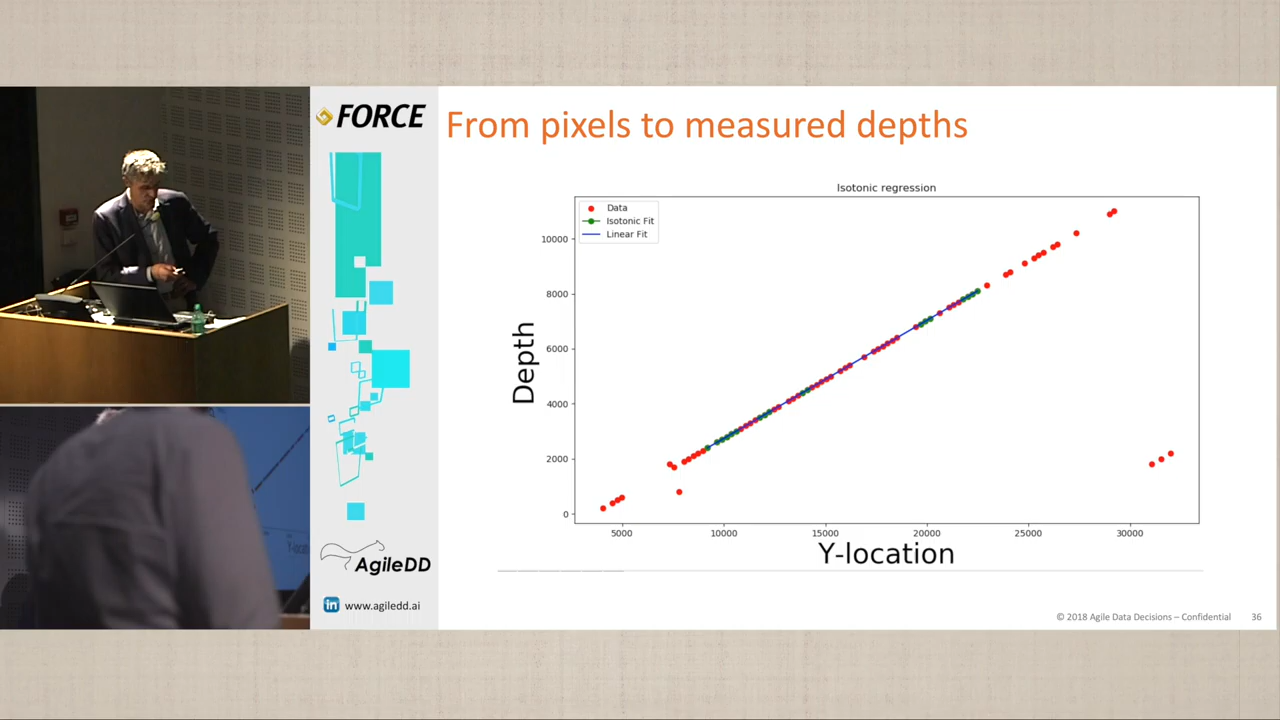 FORCE
From pixels to measured depths
Isotonic regression
Data
Isotonic Fit
Linear Fit
10000
8000
6000
4000
2000
0
Depth
5000
10000
15000
20000
25000
30000
Y-location
AgileDD
in
www.agiledd.ai
© 2018 Agile Data Decisions – Confidential
36